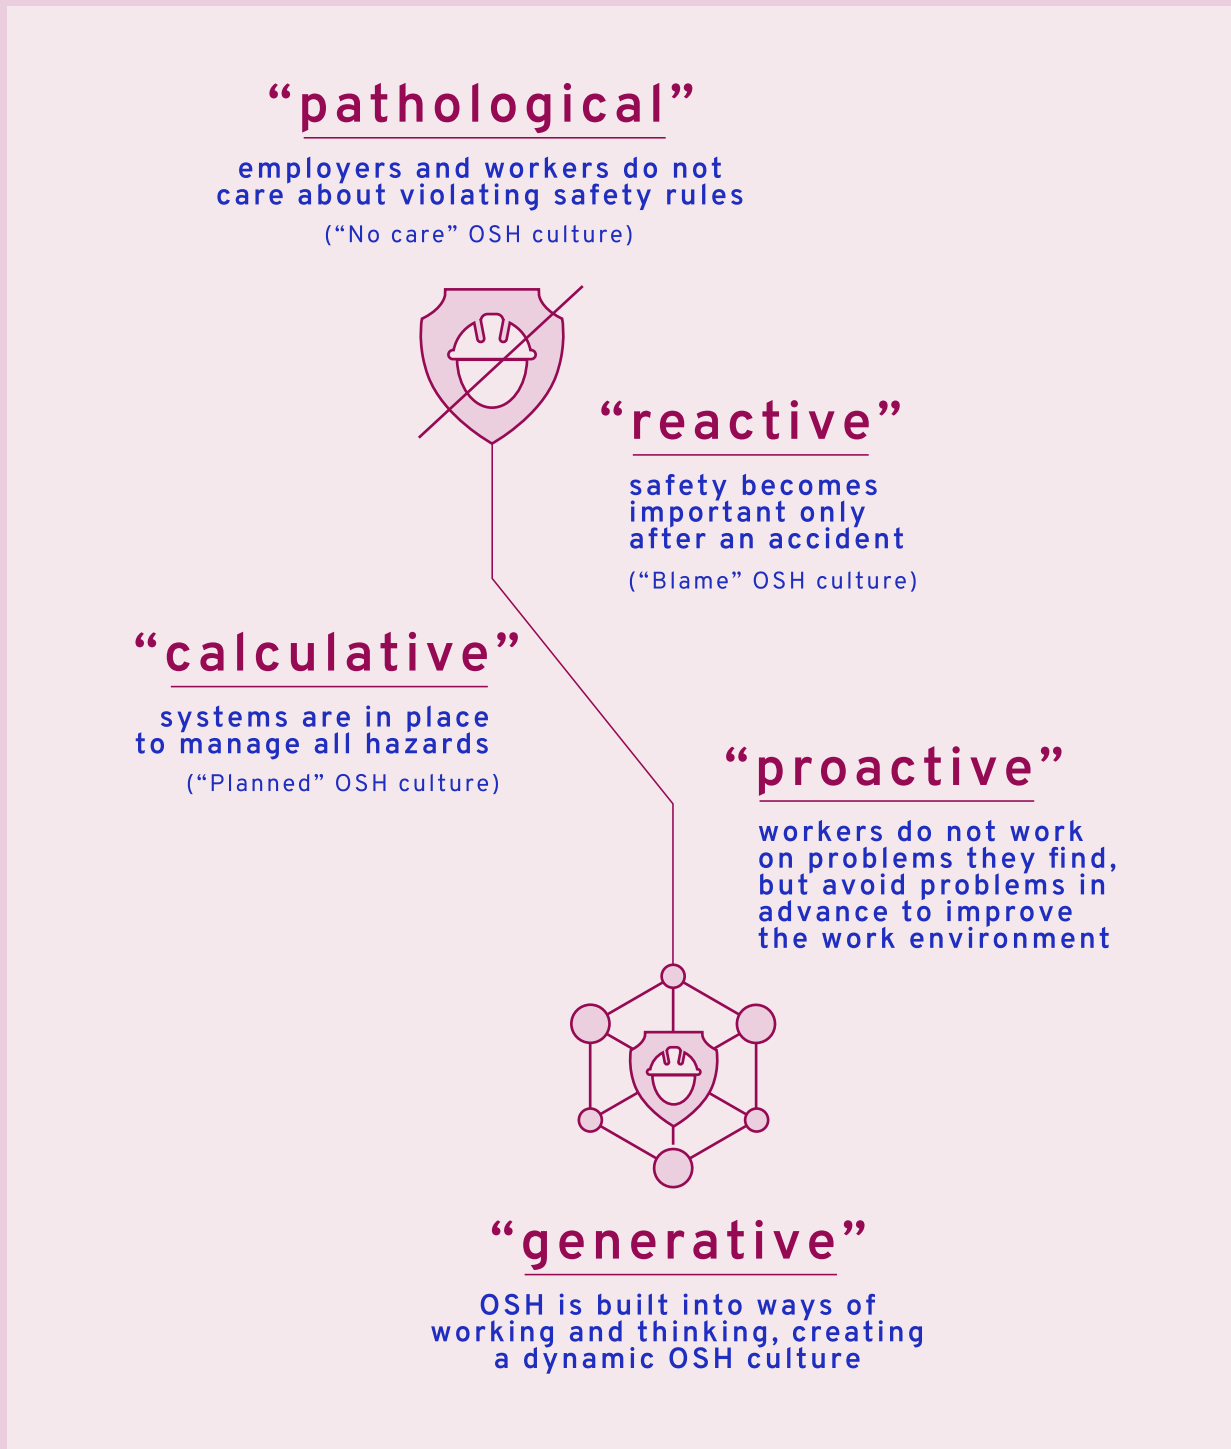 “pathological”
employers and workers do not
care about violating safety rules
(“No care” OSH culture)
“reactive”
safety becomes
important only
after an accident
(“Blame” OSH culture)
“calculative”
systems are in place
to manage all hazards
(“Planned” OSH culture)
“proactive”
workers do not work
on problems they find,
but avoid problems in
advance to improve
the work environment
“generative”
OSH is built into ways of
working and thinking, creating
a dynamic OSH culture